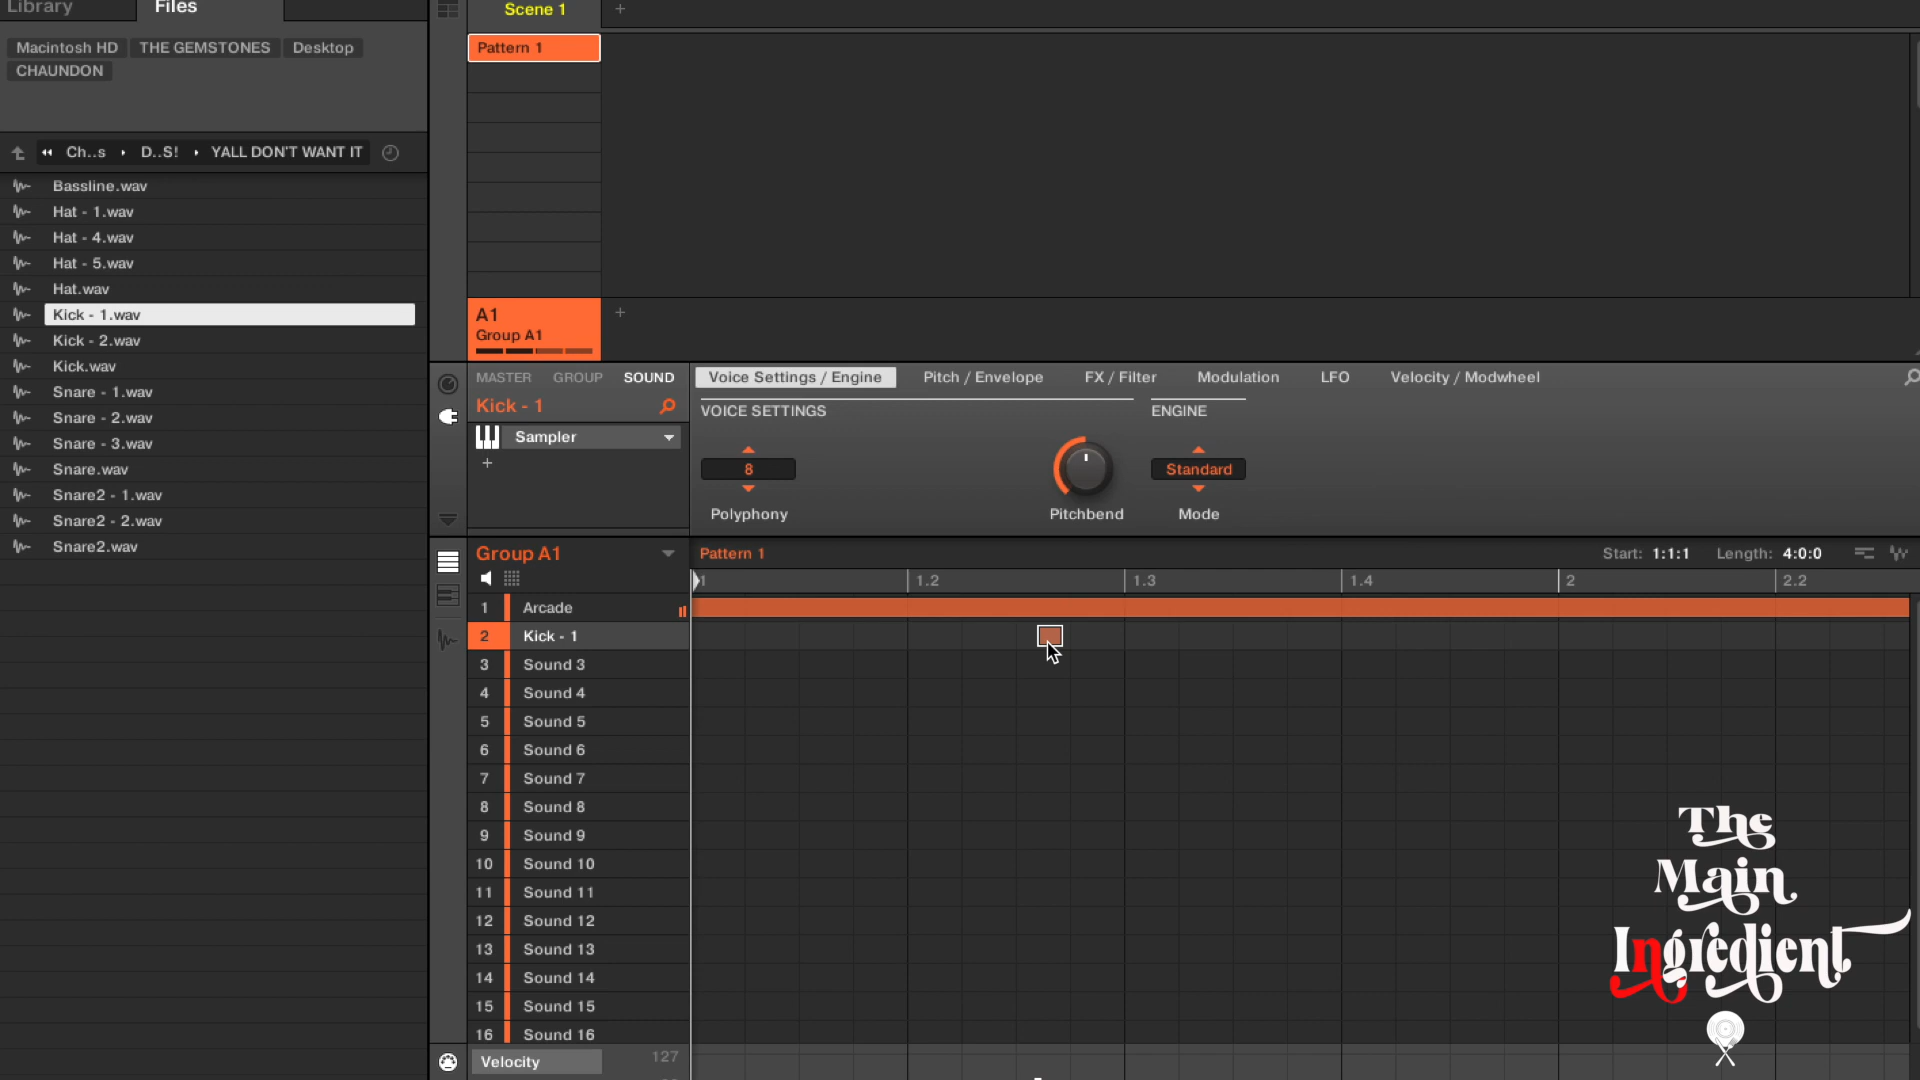 Library Files
Macintosh HD THE GEMSTONES Desktop
CHAUNDON
Ch..s D..S! YALL DON'T WANT IT
Bassline.wav
Hat - 1.wav
Hat - 4.wav
Hat - 5.wav
Hat.wav
Kick - 1.wav
Kick - 2.wav
Kick.wav
Snare - 1.wav
Snare - 2.wav
Snare - 3.wav
Snare.wav
Snare2 - 1.wav
Snare2 - 2.wav
Snare2.wav
Scene 1 +
Pattern 1
A1 +
Group A1
MASTER GROUP SOUND
Kick - 1
Sampler
+
Voice Settings / Engine Pitch / Envelope FX / Filter Modulation LFO Velocity / Modwheel
VOICE SETTINGS ENGINE
8 Standard
Polyphony Pitchbend Mode
Group A1 Pattern 1 Start: 1:1:1 Length: 4:0:0
1 1.2 1.3 1.4 2 2.2
1 Arcade
2 Kick - 1
3 Sound 3
4 Sound 4
5 Sound 5
6 Sound 6
7 Sound 7
8 Sound 8
9 Sound 9
10 Sound 10
11 Sound 11
12 Sound 12
13 Sound 13
14 Sound 14
15 Sound 15
16 Sound 16
Velocity 127
The
Main
Ingredient